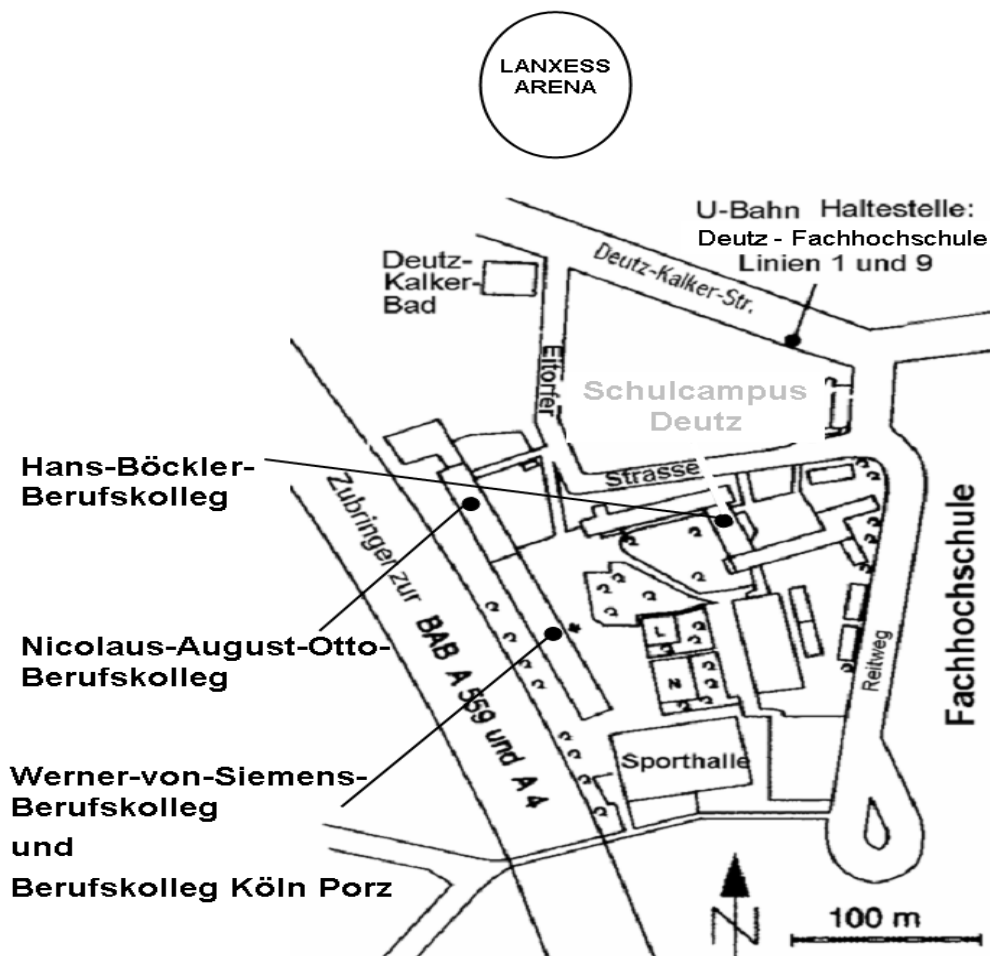 LANXESS
ARENA
U-Bahn Haltestelle:
Deutz - Fachhochschule
Linien 1 und 9
Deutz-
Kalker-
Bad
Deutz-Kalker-Str.
Eitorfer
Schulcampus
Deutz
Strasse
Hans-Böckler-
Berufskolleg
Zubringer zur BAB A 559 und A 4
Nicolaus-August-Otto-
Berufskolleg
L
N
Reitweg
Fachhochschule
Werner-von-Siemens-
Berufskolleg
und
Berufskolleg Köln Porz
Sporthalle
N
100 m